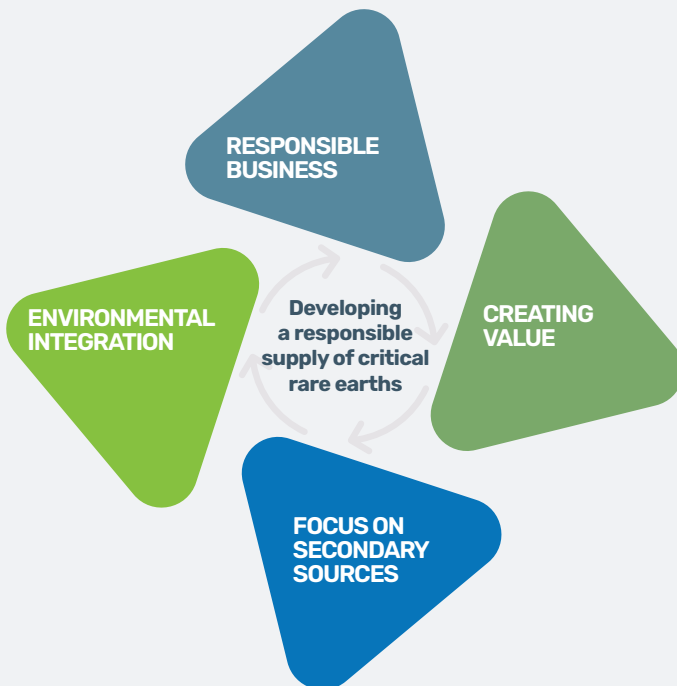 RESPONSIBLE
BUSINESS
ENVIRONMENTAL
INTEGRATION
Developing
a responsible
supply of critical
rare earths
CREATING
VALUE
FOCUS ON
SECONDARY
SOURCES